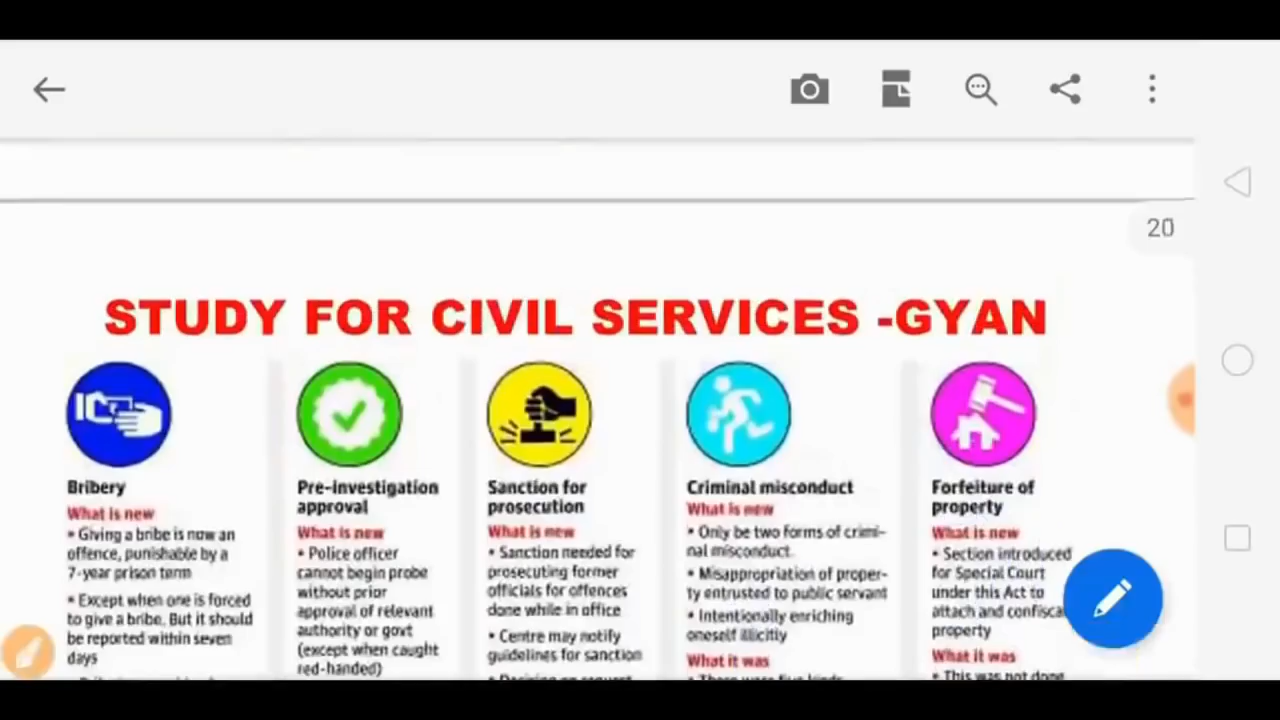 20
STUDY FOR CIVIL SERVICES -GYAN
Bribery
What is new
• Giving a bribe is now an
offence, punishable by a
7-year prison term
• Except when one is forced
to give a bribe. But it should
be reported within seven
days
Pre-investigation
approval
What is new
• Police officer
cannot begin probe
without prior
approval of relevant
authority or govt
(except when caught
red-handed)
Sanction for
prosecution
What is new
• Sanction needed for
prosecuting former
officials for offences
done while in office
• Centre may notify
guidelines for sanction
Criminal misconduct
What is new
• Only be two forms of crimi-
nal misconduct.
• Misappropriation of proper-
ty entrusted to public servant
• Intentionally enriching
oneself illicitly
What it was
Forfeiture of
property
What is new
• Section introduced
for Special Court
under this Act to
attach and confisca
property
What it was
• This was not done